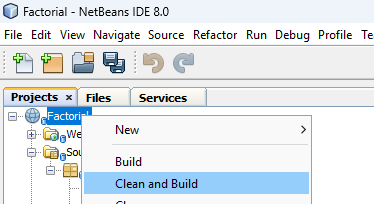 Factorial - NetBeans IDE 8.0
File Edit View Navigate Source Refactor Run Debug Profile
Projects × Files Services
Factorial
New
Build
Clean and Build